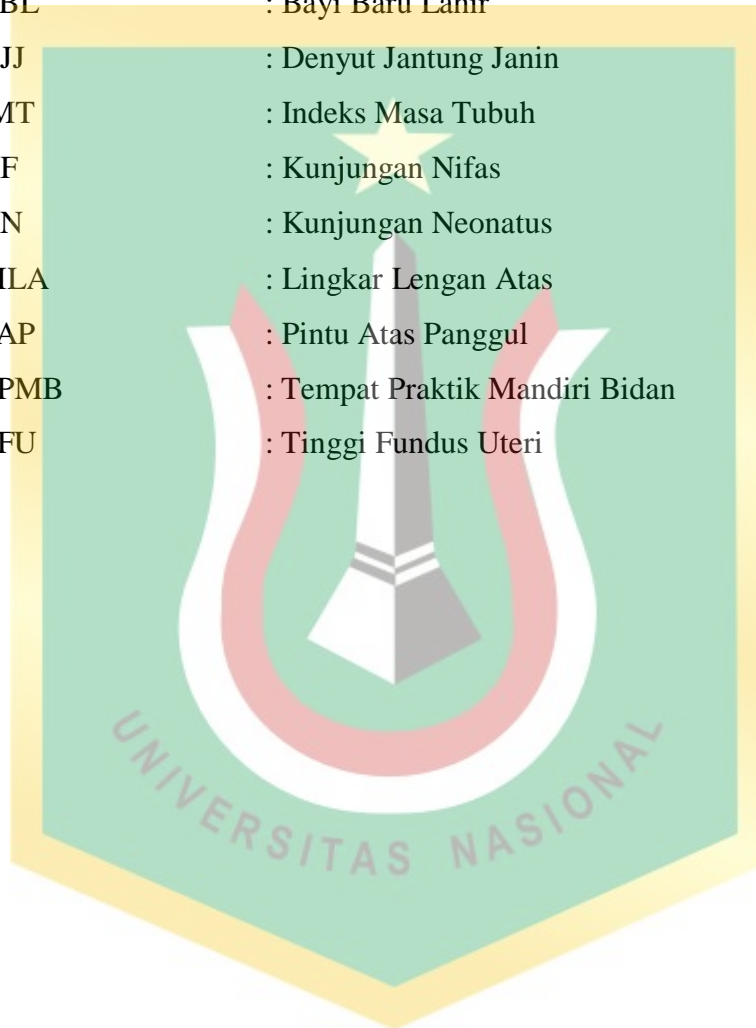 BL : Bayi Baru Lahir
JJ : Denyut Jantung Janin
MT : Indeks Masa Tubuh
F : Kunjungan Nifas
N : Kunjungan Neonatus
ILA : Lingkar Lengan Atas
AP : Pintu Atas Panggul
PMB : Tempat Praktik Mandiri Bidan
FU : Tinggi Fundus Uteri
UNIVERSITAS NASIONAL